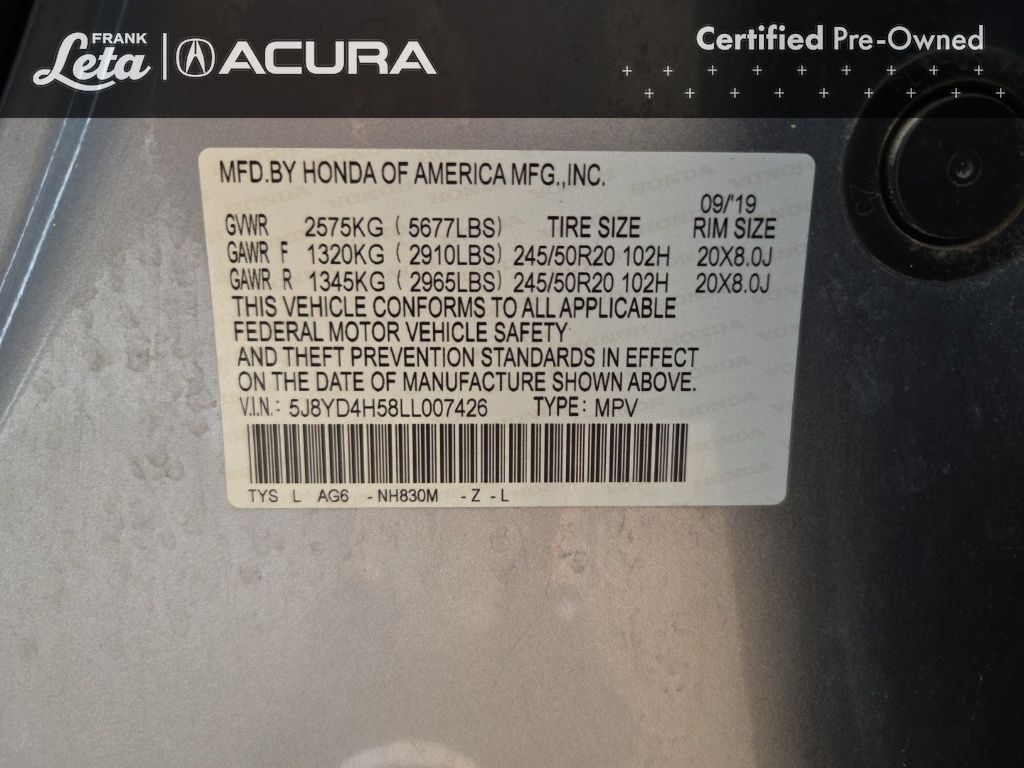 FRANK
Leta
ACURA
Certified Pre-Owned
MFD.BY HONDA OF AMERICA MFG.,INC.
09/'19
GVWR 2575KG ( 5677LBS) TIRE SIZE RIM SIZE
GAWR F 1320KG ( 2910LBS) 245/50R20 102H 20X8.0J
GAWR R 1345KG ( 2965LBS) 245/50R20 102H 20X8.0J
THIS VEHICLE CONFORMS TO ALL APPLICABLE
FEDERAL MOTOR VEHICLE SAFETY
AND THEFT PREVENTION STANDARDS IN EFFECT
ON THE DATE OF MANUFACTURE SHOWN ABOVE.
V.I.N.: 5J8YD4H58LL007426 TYPE: MPV
TYS L AG6 -NH830M -Z -L
25